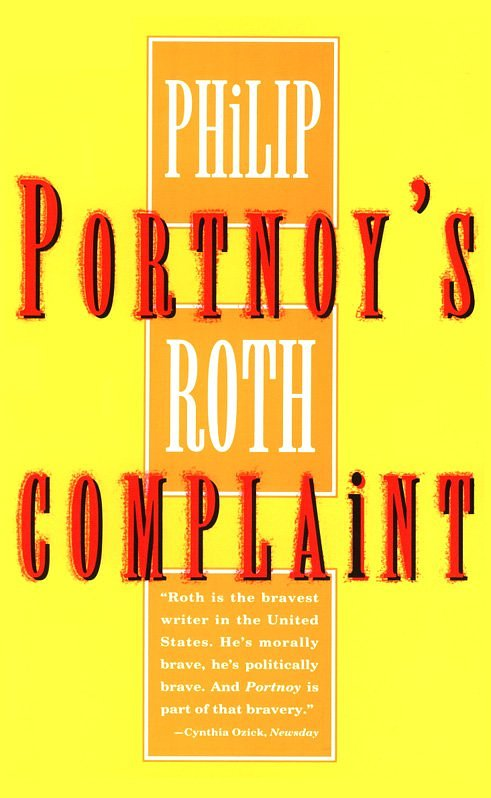 PHiLIP
PORTNOY'S
ROTH
COMPLAiNT
“Roth is the bravest
writer in the United
States. He's morally
brave, he's politically
brave. And Portnoy is
part of that bravery.”
—Cynthia Ozick, Newsday